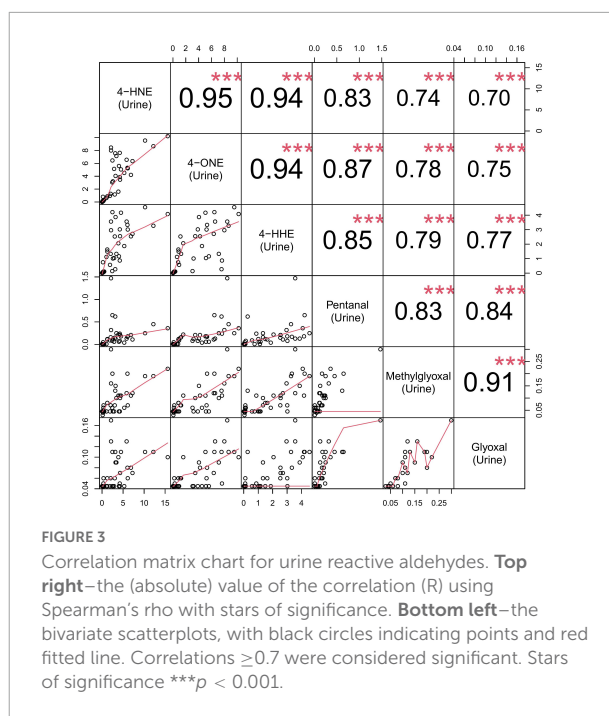 0 2 4 6 8
0.0 0.5 1.0 1.5
0.04 0.10 0.16
4−HNE
(Urine)
0.95 ***
0.94 ***
0.83 ***
0.74 ***
0.70 ***
0 5 10 15
0 2 4 6 8
4−ONE
(Urine)
0.94 ***
0.87 ***
0.78 ***
0.75 ***
4−HHE
(Urine)
0.85 ***
0.79 ***
0.77 ***
0 1 2 3 4
0.0 0.5 1.0 1.5
Pentanal
(Urine)
0.83 ***
0.84 ***
Methylglyoxal
(Urine)
0.91 ***
0.05 0.15 0.25
0.04 0.10 0.16
Glyoxal
(Urine)
0 5 10 15
0 1 2 3 4
0.05 0.15 0.25
FIGURE 3
Correlation matrix chart for urine reactive aldehydes. Top
right–the (absolute) value of the correlation (R) using
Spearman's rho with stars of significance. Bottom left–the
bivariate scatterplots, with black circles indicating points and red
fitted line. Correlations ≥0.7 were considered significant. Stars
of significance ***p < 0.001.